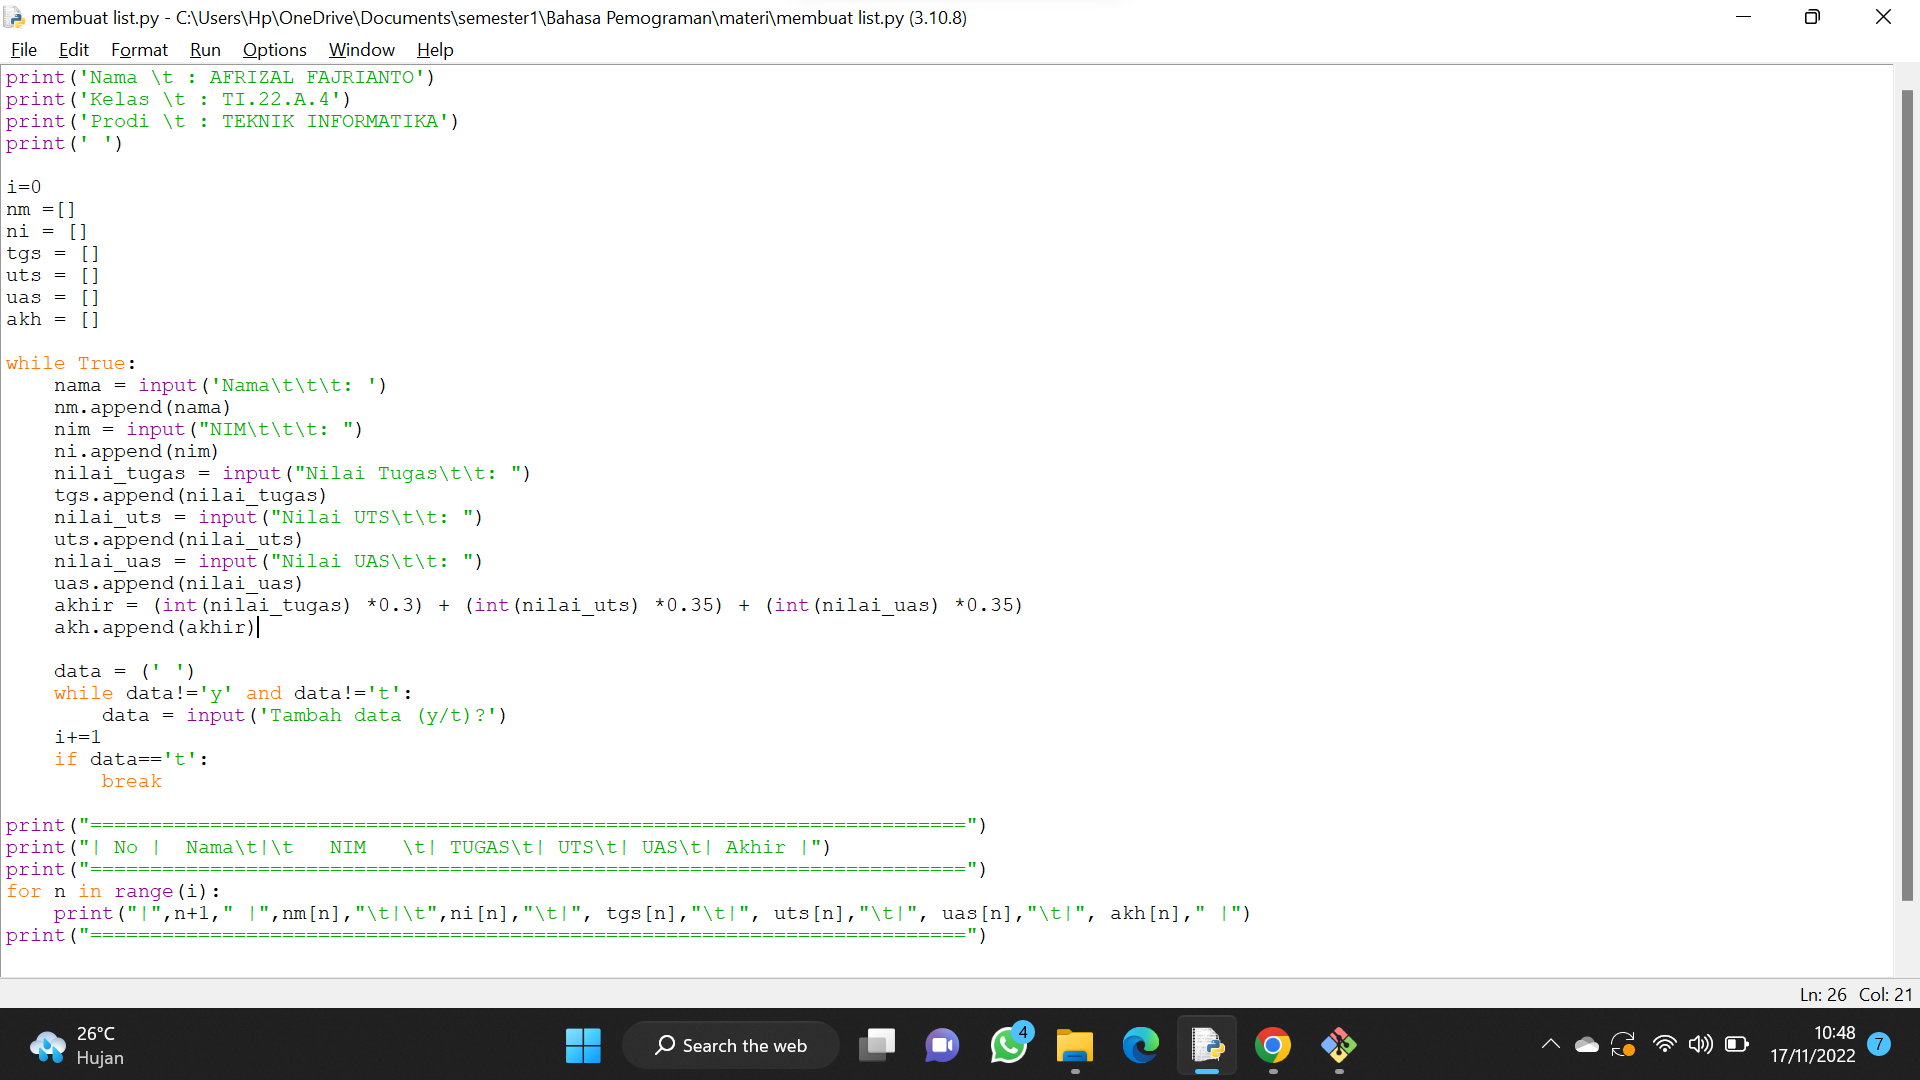 membuat list.py - C:\Users\Hp\OneDrive\Documents\semester1\Bahasa Pemograman\materi\membuat list.py (3.10.8)
File Edit Format Run Options Window Help
print('Nama \t : AFRIZAL FAJRIANTO')
print('Kelas \t : TI.22.A.4')
print('Prodi \t : TEKNIK INFORMATIKA')
print(' ')
i=0
nm =[]
ni = []
tgs = []
uts = []
uas = []
akh = []
while True:
    nama = input('Nama\t\t\t: ')
    nm.append(nama)
    nim = input("NIM\t\t\t: ")
    ni.append(nim)
    nilai_tugas = input("Nilai Tugas\t\t: ")
    tgs.append(nilai_tugas)
    nilai_uts = input("Nilai UTS\t\t: ")
    uts.append(nilai_uts)
    nilai_uas = input("Nilai UAS\t\t: ")
    uas.append(nilai_uas)
    akhir = (int(nilai_tugas) *0.3) + (int(nilai_uts) *0.35) + (int(nilai_uas) *0.35)
    akh.append(akhir)
    data = (' ')
    while data!='y' and data!='t':
        data = input('Tambah data (y/t)?')
    i+=1
    if data=='t':
        break
print("=========================================================================")
print("| No |  Nama\t|\t   NIM   \t| TUGAS\t| UTS\t| UAS\t| Akhir |")
print("=========================================================================")
for n in range(i):
    print("|",n+1," |",nm[n],"\t|\t",ni[n],"\t|", tgs[n],"\t|", uts[n],"\t|", uas[n],"\t|", akh[n]," |")
print("=========================================================================")
Ln: 26 Col: 21
26°C
Hujan
Search the web
4
10:48
17/11/2022
7